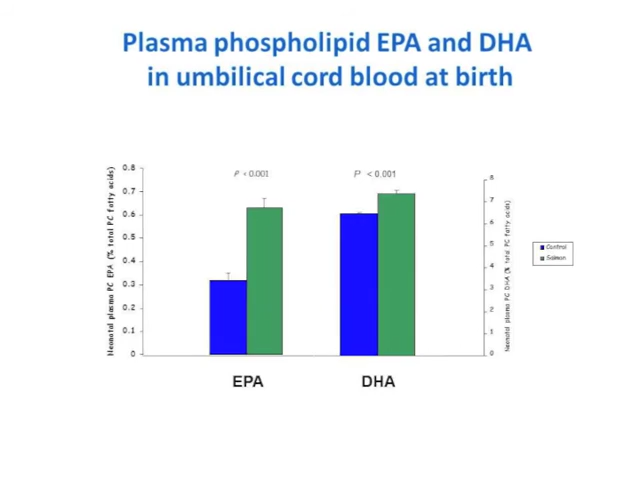 Plasma phospholipid EPA and DHA
in umbilical cord blood at birth
Neonatal plasma PC EPA (% total PC fatty acids)
0.8
0.7
0.6
0.5
0.4
0.3
0.2
0.1
0
P < 0.001
P < 0.001
8
7
6
5
4
3
2
1
0
Neonatal plasma PC DHA (% total PC fatty acids)
Control
Salmon
EPA
DHA